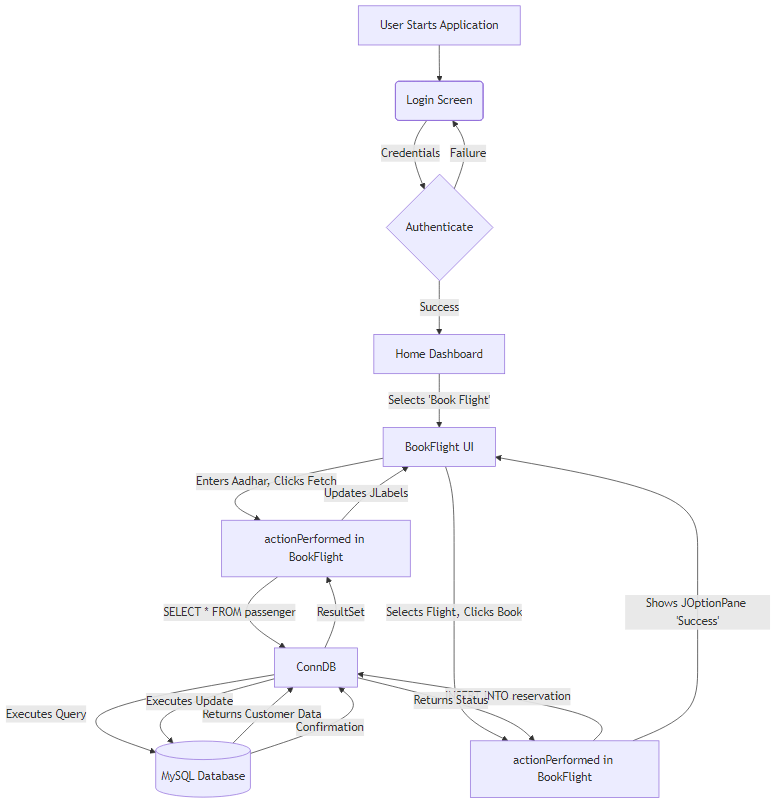 User Starts Application
Login Screen
Credentials
Failure
Authenticate
Success
Home Dashboard
Selects 'Book Flight'
BookFlight UI
Enters Aadhar, Clicks Fetch
Updates JLabels
actionPerformed in
BookFlight
SELECT * FROM passenger
ResultSet
Selects Flight, Clicks Book
Shows JOptionPane
'Success'
ConnDB
Executes Update
INTO reservation
Returns Status
Executes Query
Returns Customer Data
Confirmation
MySQL Database
actionPerformed in
BookFlight